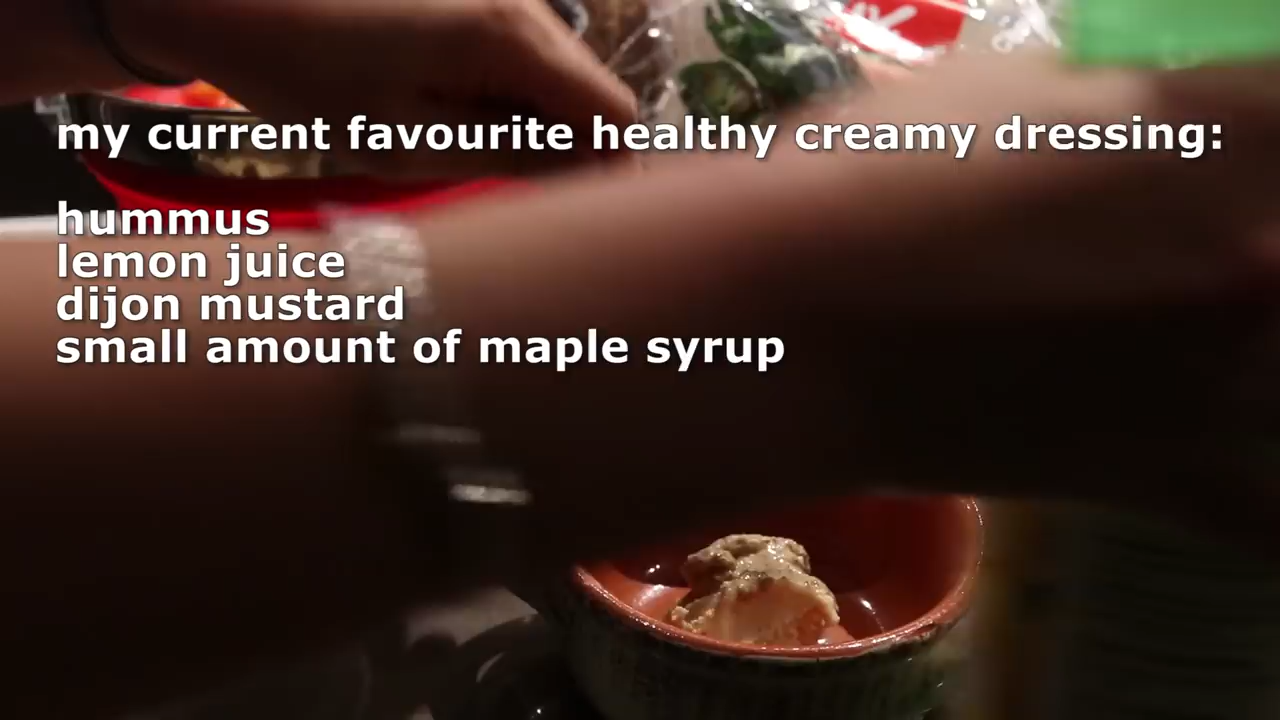 my current favourite healthy creamy dressing:
hummus
lemon juice
dijon mustard
small amount of maple syrup